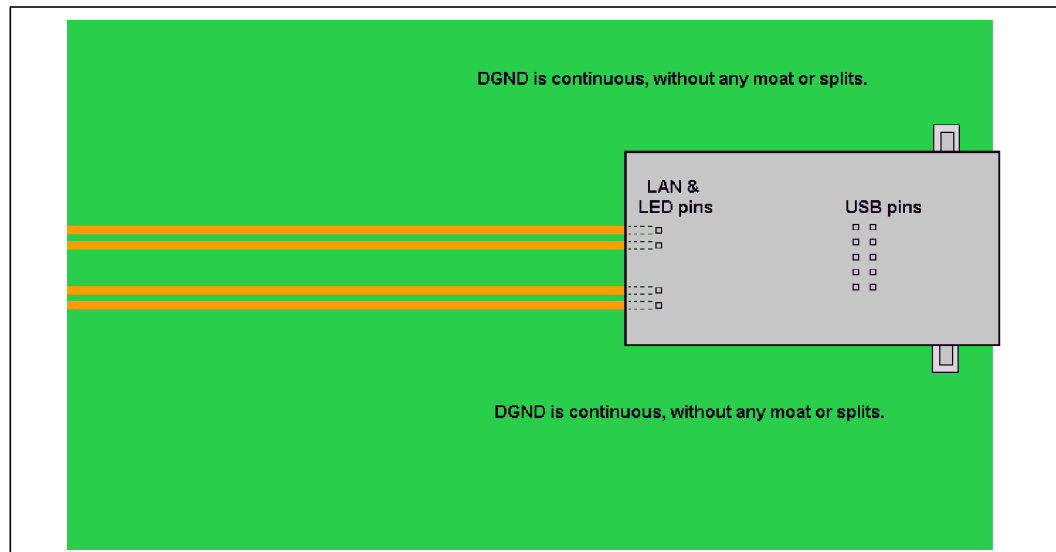 DGND is continuous, without any moat or splits.
LAN &
LED pins
USB pins
DGND is continuous, without any moat or splits.